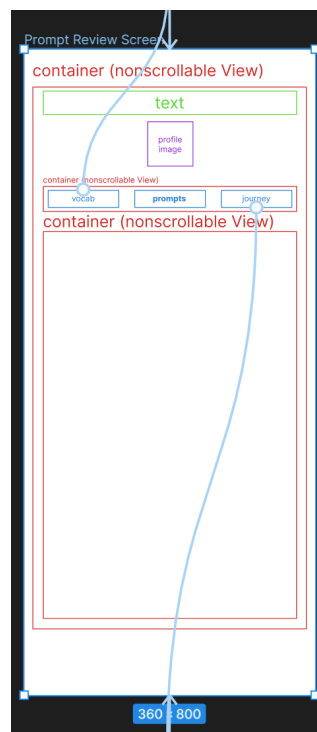 Prompt Review Screen
container (nonscrollable View)
text
profile
image
container (nonscrollable View)
vocab
prompts
journey
container (nonscrollable View)
360 × 800